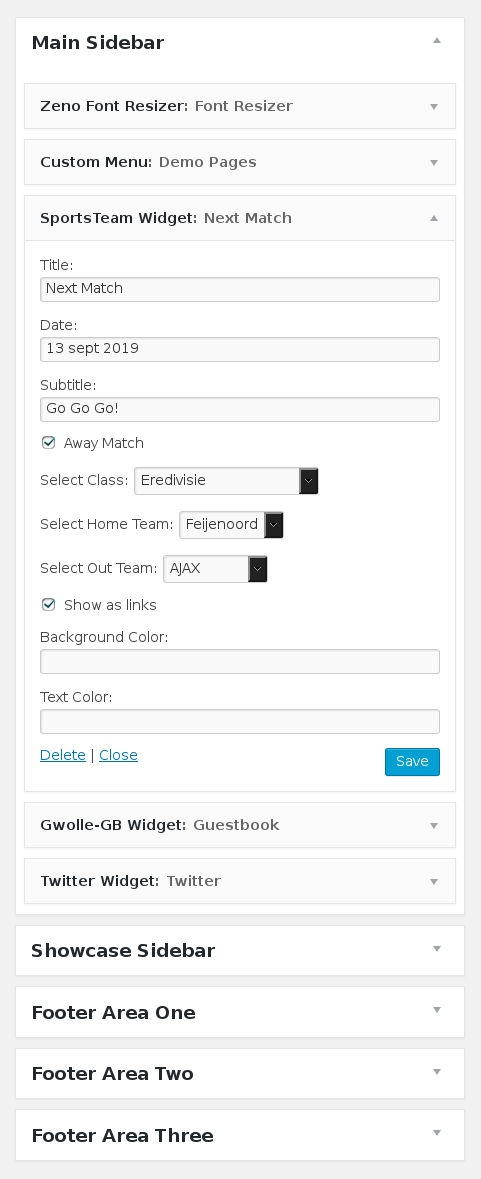 Main Sidebar
Zeno Font Resizer: Font Resizer
Custom Menu: Demo Pages
SportsTeam Widget: Next Match
Title:
Next Match
Date:
13 sept 2019
Subtitle:
Go Go Go!
Away Match
Select Class: Eredivisie
Select Home Team: Feijenoord
Select Out Team: AJAX
Show as links
Background Color:
Text Color:
Delete | Close Save
Gwolle-GB Widget: Guestbook
Twitter Widget: Twitter
Showcase Sidebar
Footer Area One
Footer Area Two
Footer Area Three